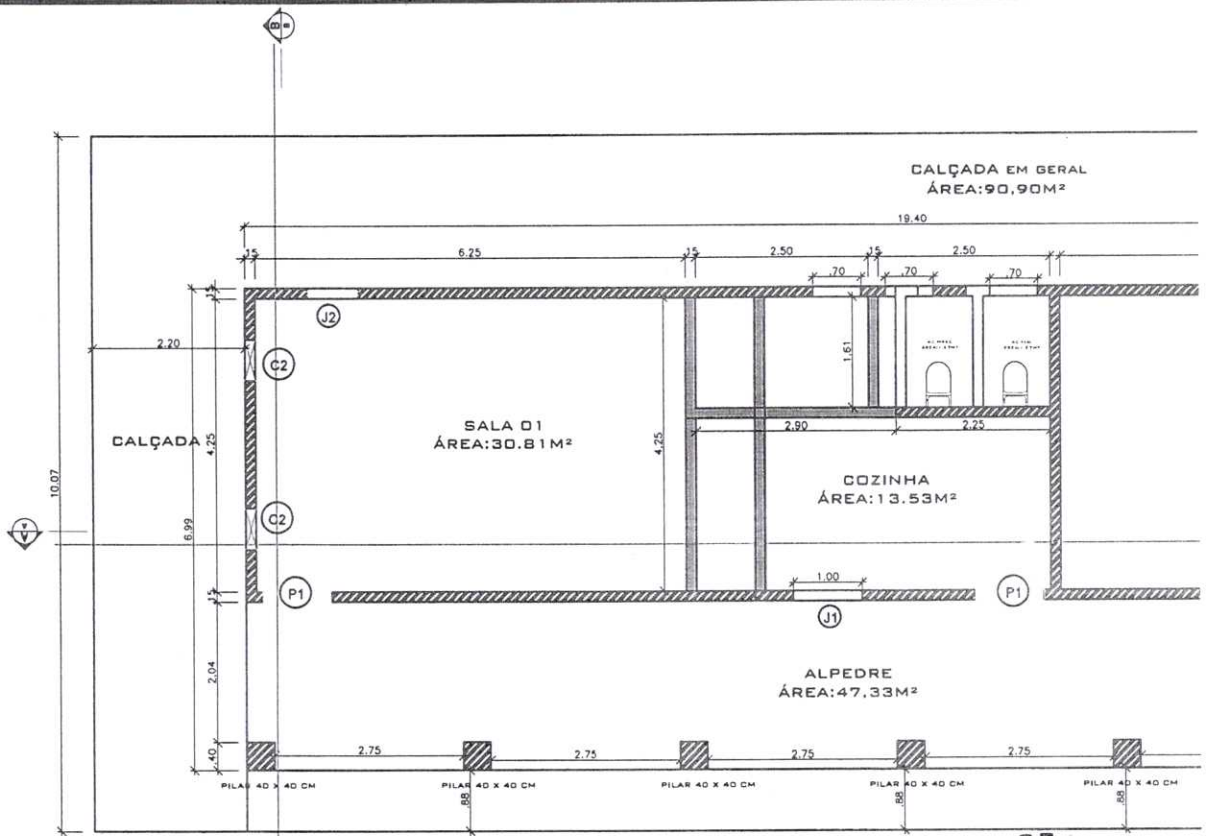 B
CALÇADA EM GERAL
ÁREA:90,90M²
19.40
.15
6.25
.15
2.50
.15
2.50
.70
.70
.70
.15
J2
2.20
C2
1.61
CALÇADA
4.25
SALA 01
ÁREA:30.81M²
4.25
2.90
2.25
COZINHA
ÁREA:13.53M²
10.07
6.99
C2
1.00
P1
P1
.15
J1
2.04
ALPEDRE
ÁREA:47,33M²
.40
2.75
2.75
2.75
2.75
PILAR 40 X 40 CM
PILAR 40 X 40 CM
PILAR 40 X 40 CM
PILAR 40 X 40 CM
PILAR 40 X 40 CM
.88
.88
.88